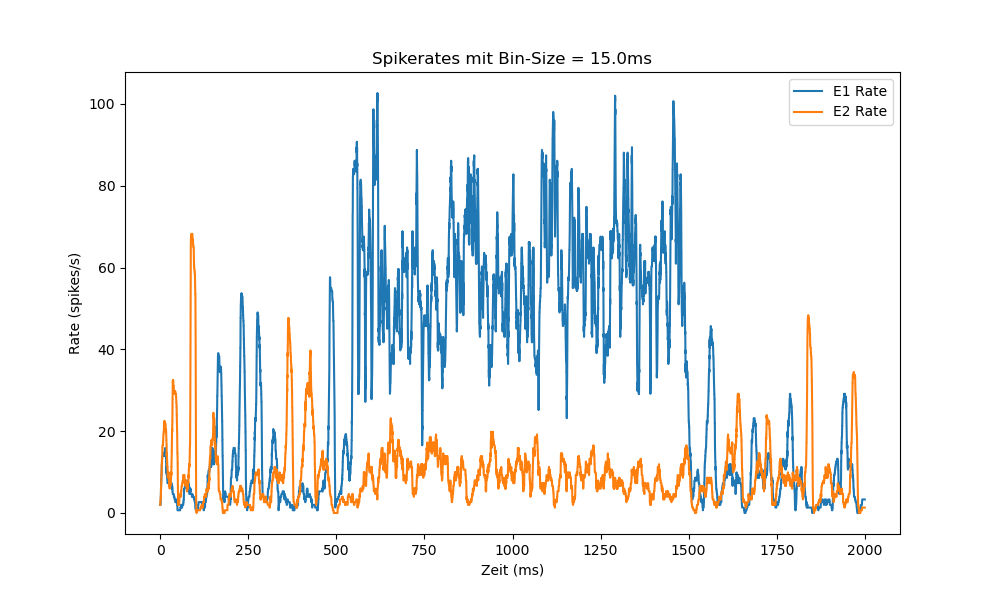 Spikerates mit Bin-Size = 15.0ms
E1 Rate
E2 Rate
100
80
60
40
20
0
Rate (spikes/s)
0 250 500 750 1000 1250 1500 1750 2000
Zeit (ms)